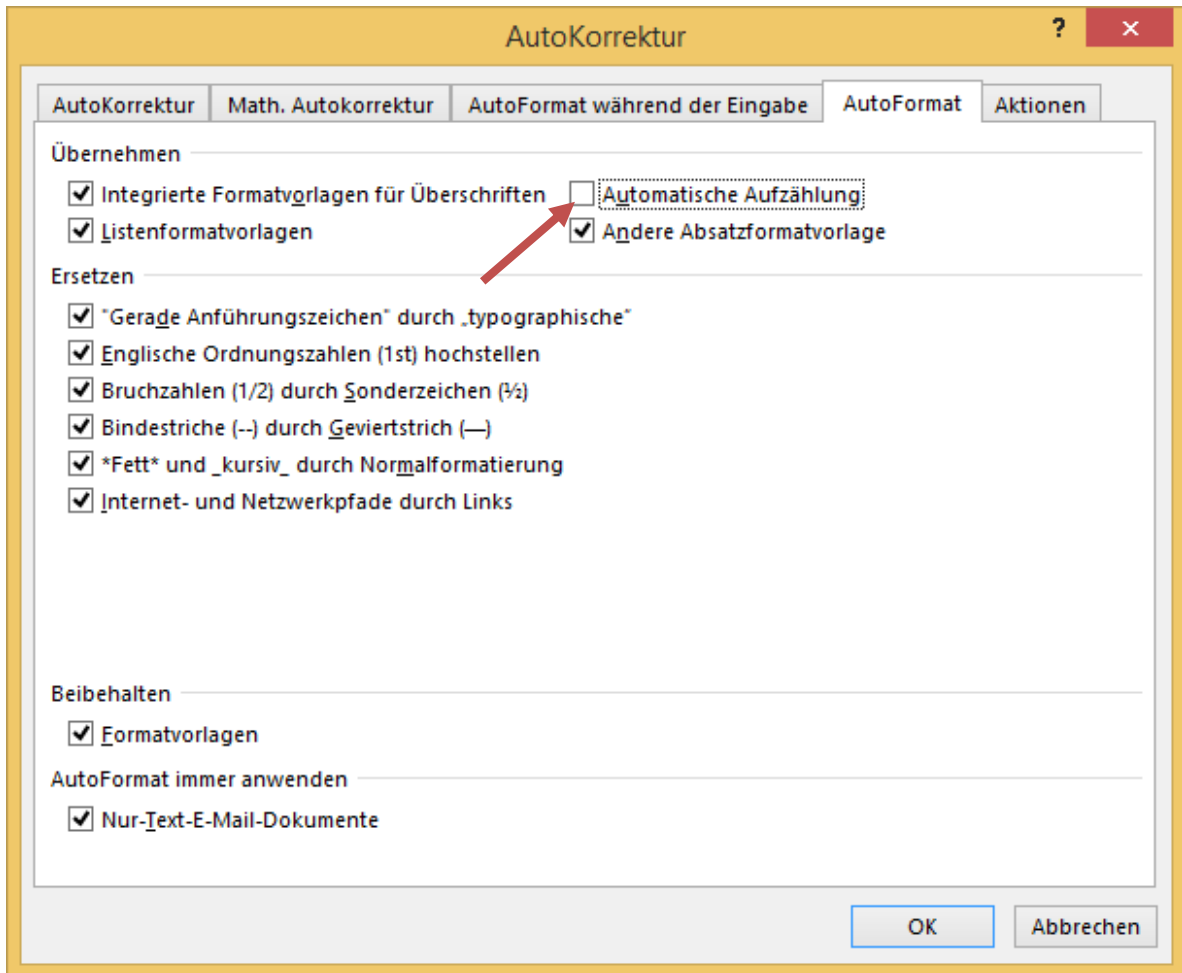 AutoKorrektur
?
AutoKorrektur Math. Autokorrektur AutoFormat während der Eingabe AutoFormat Aktionen
Übernehmen
Integrierte Formatvorlagen für Überschriften Automatische Aufzählung
Listenformatvorlagen Andere Absatzformatvorlage
Ersetzen
"Gerade Anführungszeichen" durch „typographische“
Englische Ordnungszahlen (1st) hochstellen
Bruchzahlen (1/2) durch Sonderzeichen (½)
Bindestriche (--) durch Geviertstrich (—)
*Fett* und _kursiv_ durch Normalformatierung
Internet- und Netzwerkpfade durch Links
Beibehalten
Formatvorlagen
AutoFormat immer anwenden
Nur-Text-E-Mail-Dokumente
OK Abbrechen